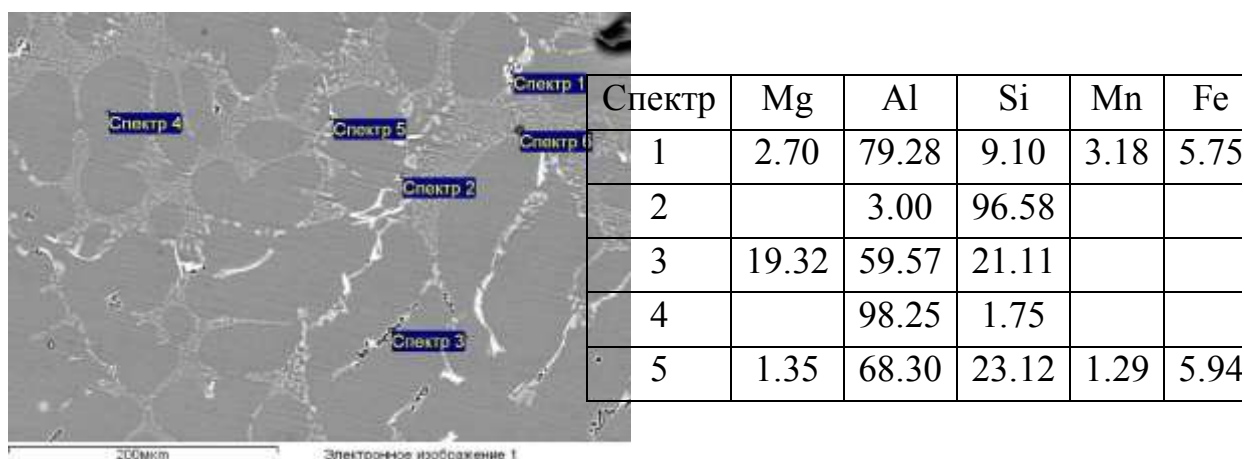 Спектр 1
Спектр 4
Спектр 5
Спектр 6
Спектр 2
Спектр 3
200мкm Электронное изображение 1
Спектр Mg Al Si Mn Fe
1 2.70 79.28 9.10 3.18 5.75
2 3.00 96.58
3 19.32 59.57 21.11
4 98.25 1.75
5 1.35 68.30 23.12 1.29 5.94